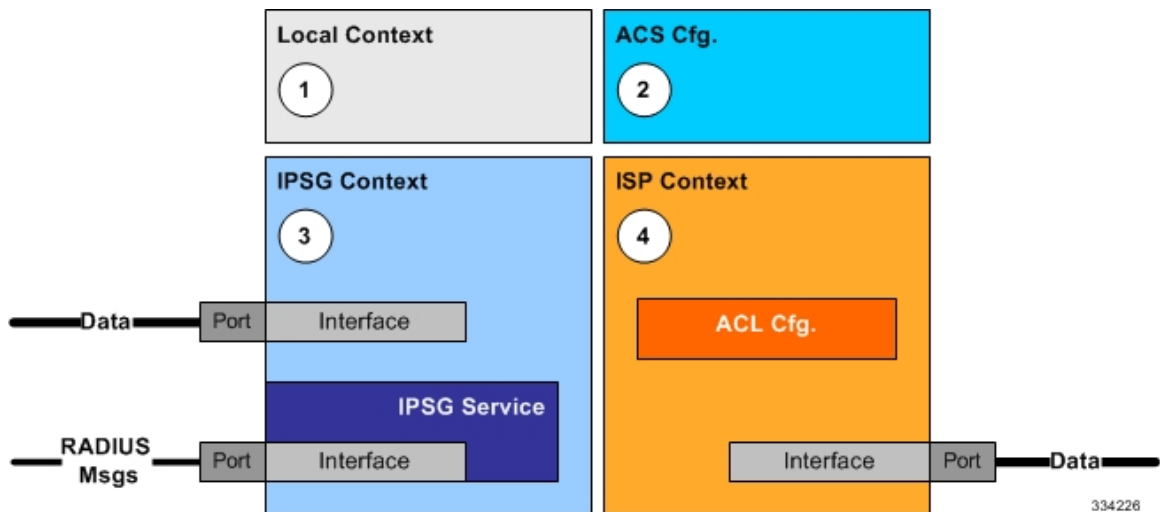 Local Context
1
ACS Cfg.
2
IPSG Context
3
ISP Context
4
Data
Port
Interface
ACL Cfg.
IPSG Service
RADIUS
Msgs
Port
Interface
Interface
Port
Data
334226